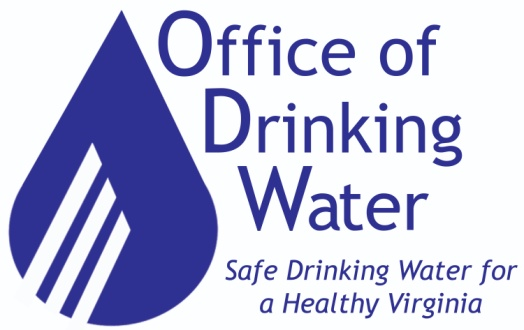 Office of
Drinking
Water
Safe Drinking Water for
a Healthy Virginia